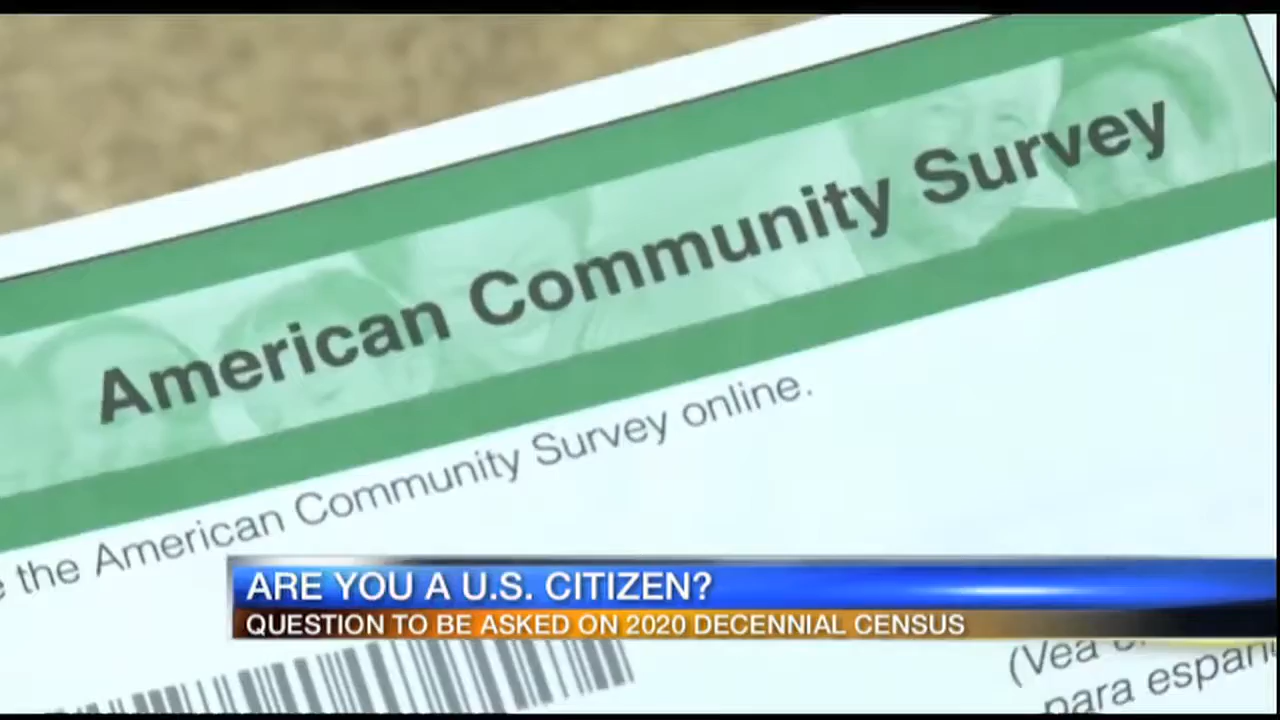 American Community Survey
the American Community Survey online.
ARE YOU A U.S. CITIZEN?
QUESTION TO BE ASKED ON 2020 DECENNIAL CENSUS
(Vea
para